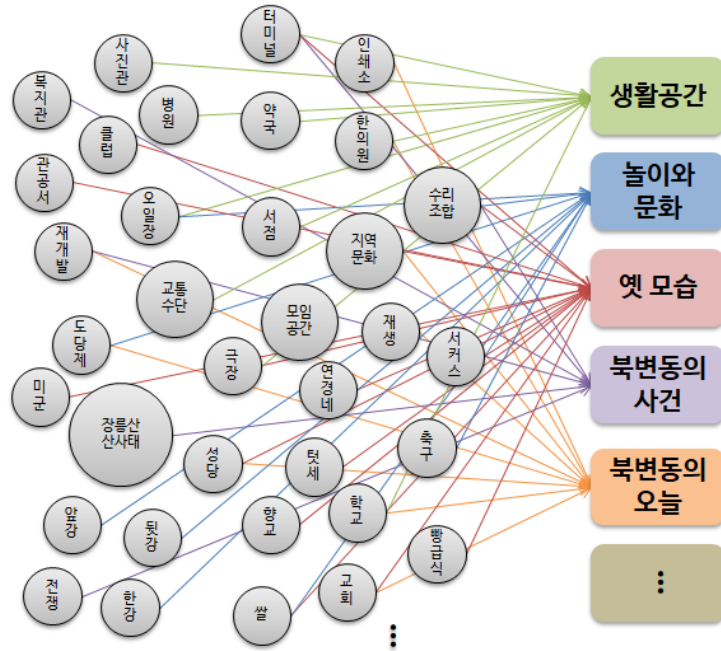 터
미
널
인
쇄
소
사
진
관
복
지
관
병
원
약
국
한
의
원
클
럽
관
공
서
오
일
장
서
점
수리
조합
재
개
발
지역
문화
교통
수단
모임
공간
재
생
서
커
스
도
당
제
극
장
연
경
네
미
군
장릉산
산사태
성
당
텃
세
축
구
앞
강
뒷
강
향
교
학
교
빵
급
식
전
쟁
한
강
쌀
교
회
⋮
생활공간
놀이와
문화
옛 모습
북변동의
사건
북변동의
오늘
⋮